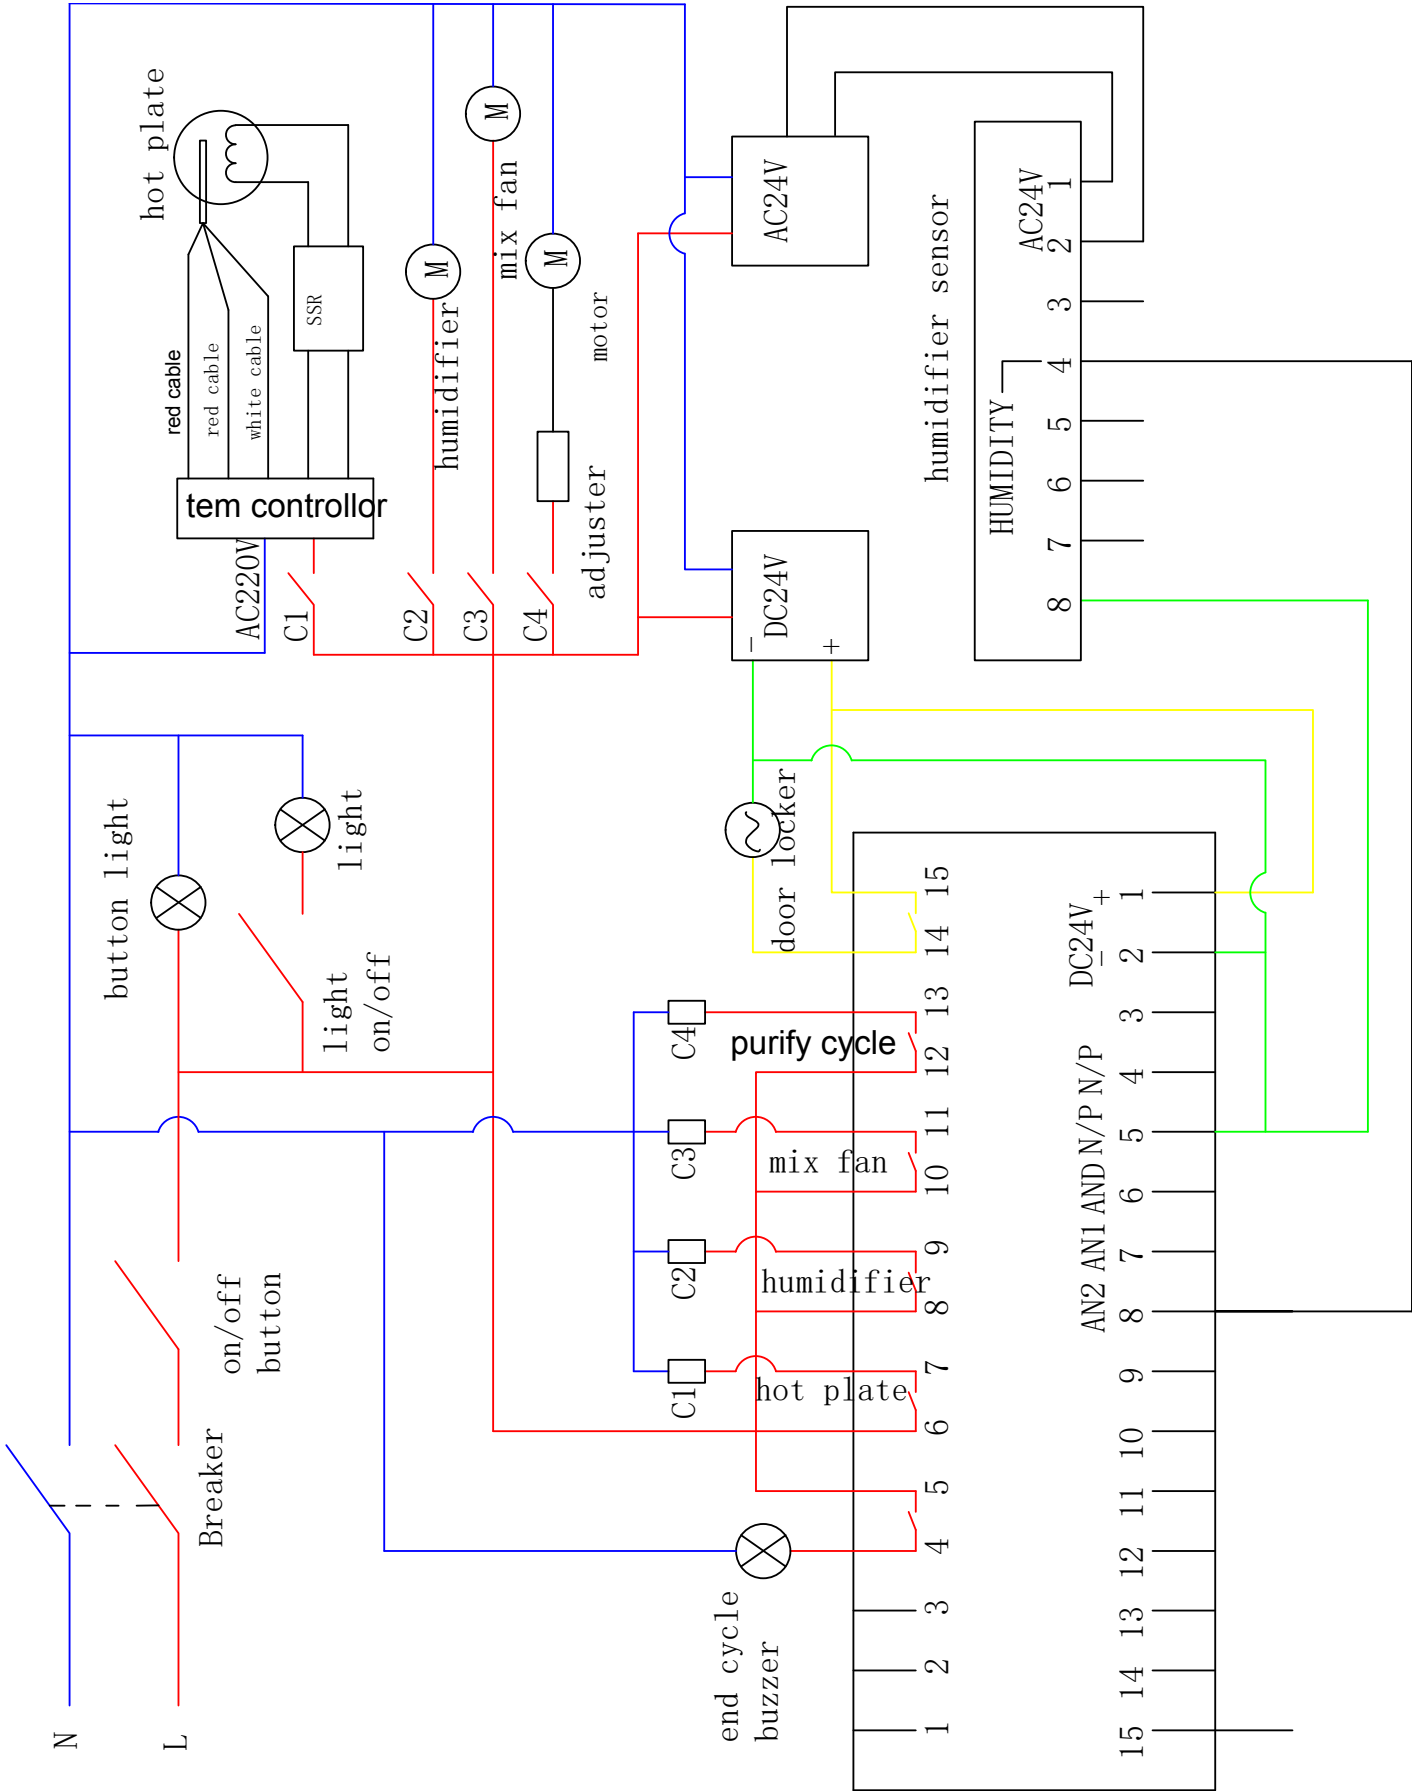 hot plate
red cable
red cable
white cable
SSR
tem controllor
AC220V
C1
humidifier
C2
M
mix fan
C3
M
motor
adjuster
C4
M
AC24V
DC24V
-
+
humidifier sensor
AC24V
HUMIDITY
1
2
3
4
5
6
7
8
button light
light
light
on/off
on/off
button
Breaker
N
L
door locker
C4
purify cycle
C3
mix fan
C2
humidifier
C1
hot plate
end cycle
buzzer
15
14
13
12
11
10
9
8
7
6
5
4
3
2
1
DC24V
+
-
AN2 AN1 AND N/P N/P
1
2
3
4
5
6
7
8
9
10
11
12
13
14
15